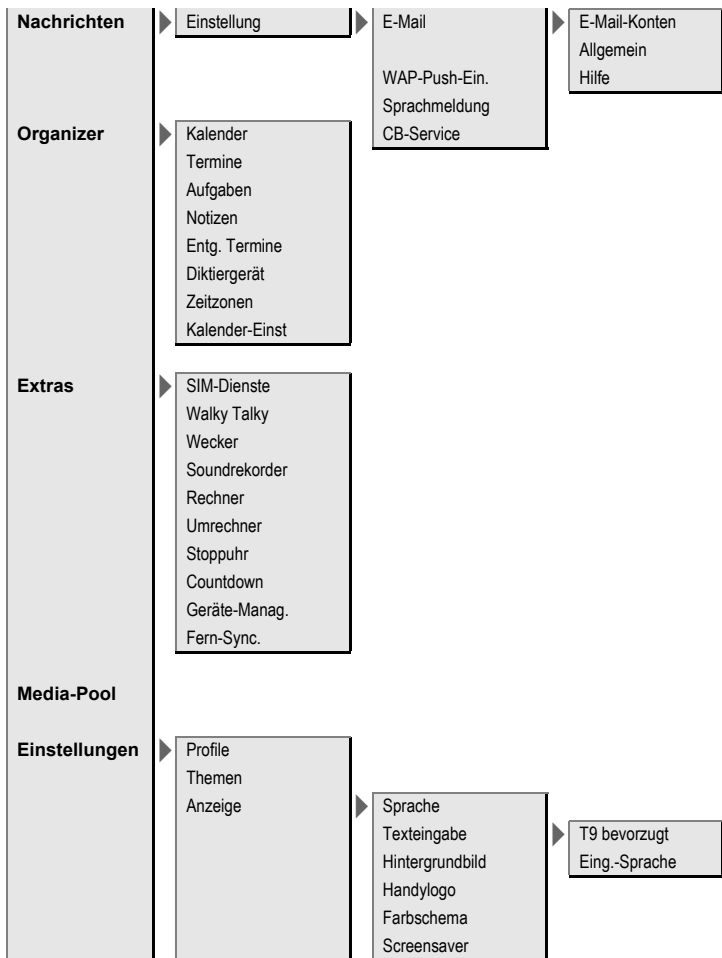 Nachrichten
Einstellung
E-Mail
E-Mail-Konten
Allgemein
Hilfe
WAP-Push-Ein.
Sprachmeldung
CB-Service
Organizer
Kalender
Termine
Aufgaben
Notizen
Entg. Termine
Diktiergerät
Zeitzonen
Kalender-Einst
Extras
SIM-Dienste
Walky Talky
Wecker
Soundrekorder
Rechner
Umrechner
Stoppuhr
Countdown
Geräte-Manag.
Fern-Sync.
Media-Pool
Einstellungen
Profile
Themen
Anzeige
Sprache
Texteingabe
T9 bevorzugt
Eing.-Sprache
Hintergrundbild
Handylogo
Farbschema
Screensaver